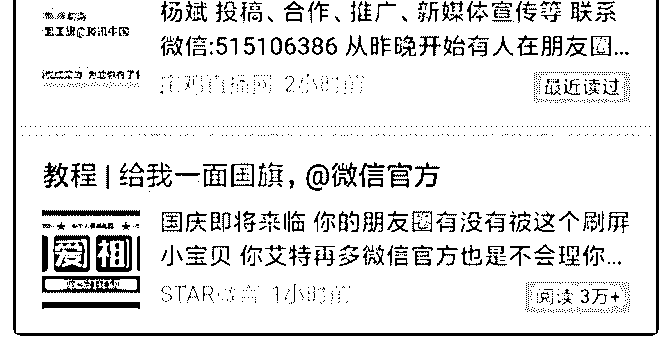 杨斌 投稿、合作、推广、新媒体宣传等 联系
微信:515106386 从昨晚开始有人在朋友圈…
2小时前
最近读过
教程 | 给我一面国旗，@微信官方
国庆即将来临 你的朋友圈有没有被这个刷屏
小宝贝 你艾特再多微信官方也是不会理你…
爱 相
STAR 1小时前
阅读 3万+